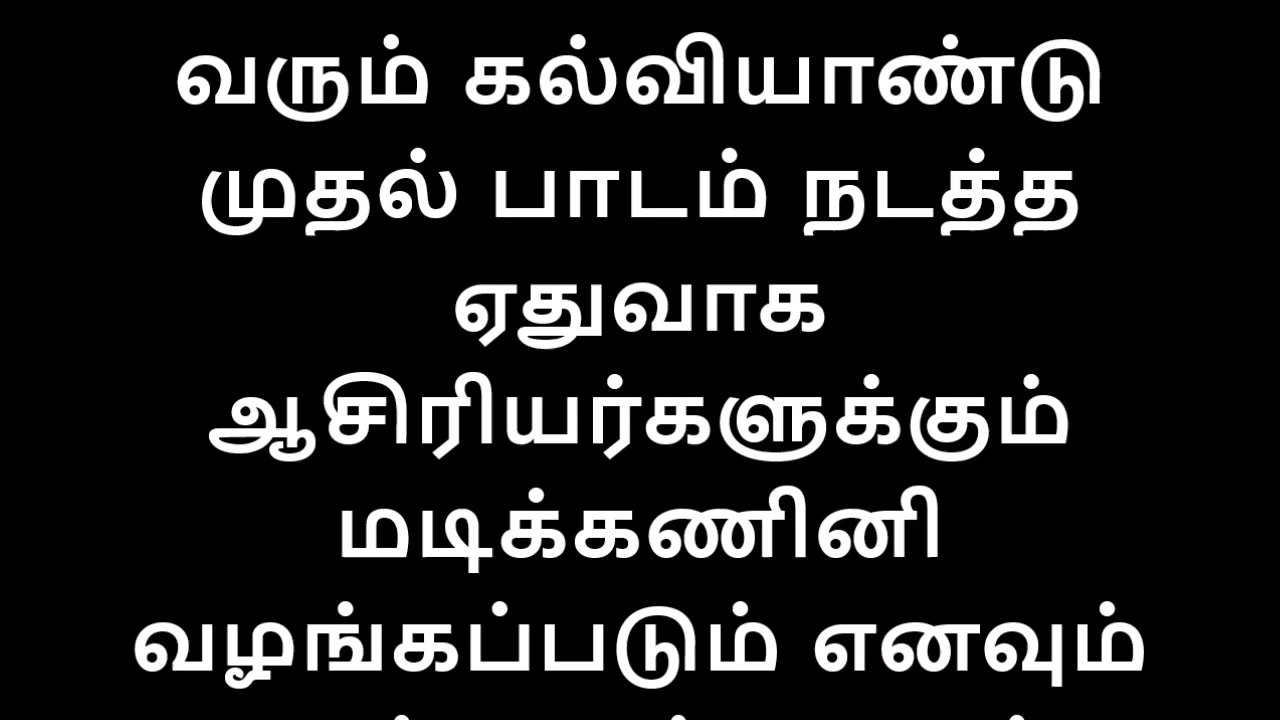 வரும் கல்வியாண்டு
முதல் பாடம் நடத்த
ஏதுவாக
ஆசிரியர்களுக்கும்
மடிக்கணினி
வழங்கப்படும் எனவும்